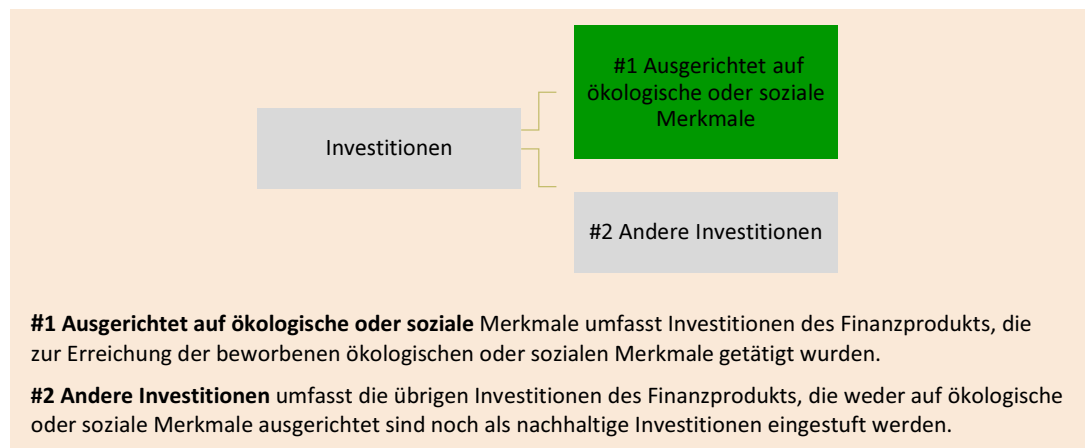 #1 Ausgerichtet auf
ökologische oder soziale
Merkmale
Investitionen
#2 Andere Investitionen
#1 Ausgerichtet auf ökologische oder soziale Merkmale umfasst Investitionen des Finanzprodukts, die
zur Erreichung der beworbenen ökologischen oder sozialen Merkmale getätigt wurden.
#2 Andere Investitionen umfasst die übrigen Investitionen des Finanzprodukts, die weder auf ökologische
oder soziale Merkmale ausgerichtet sind noch als nachhaltige Investitionen eingestuft werden.